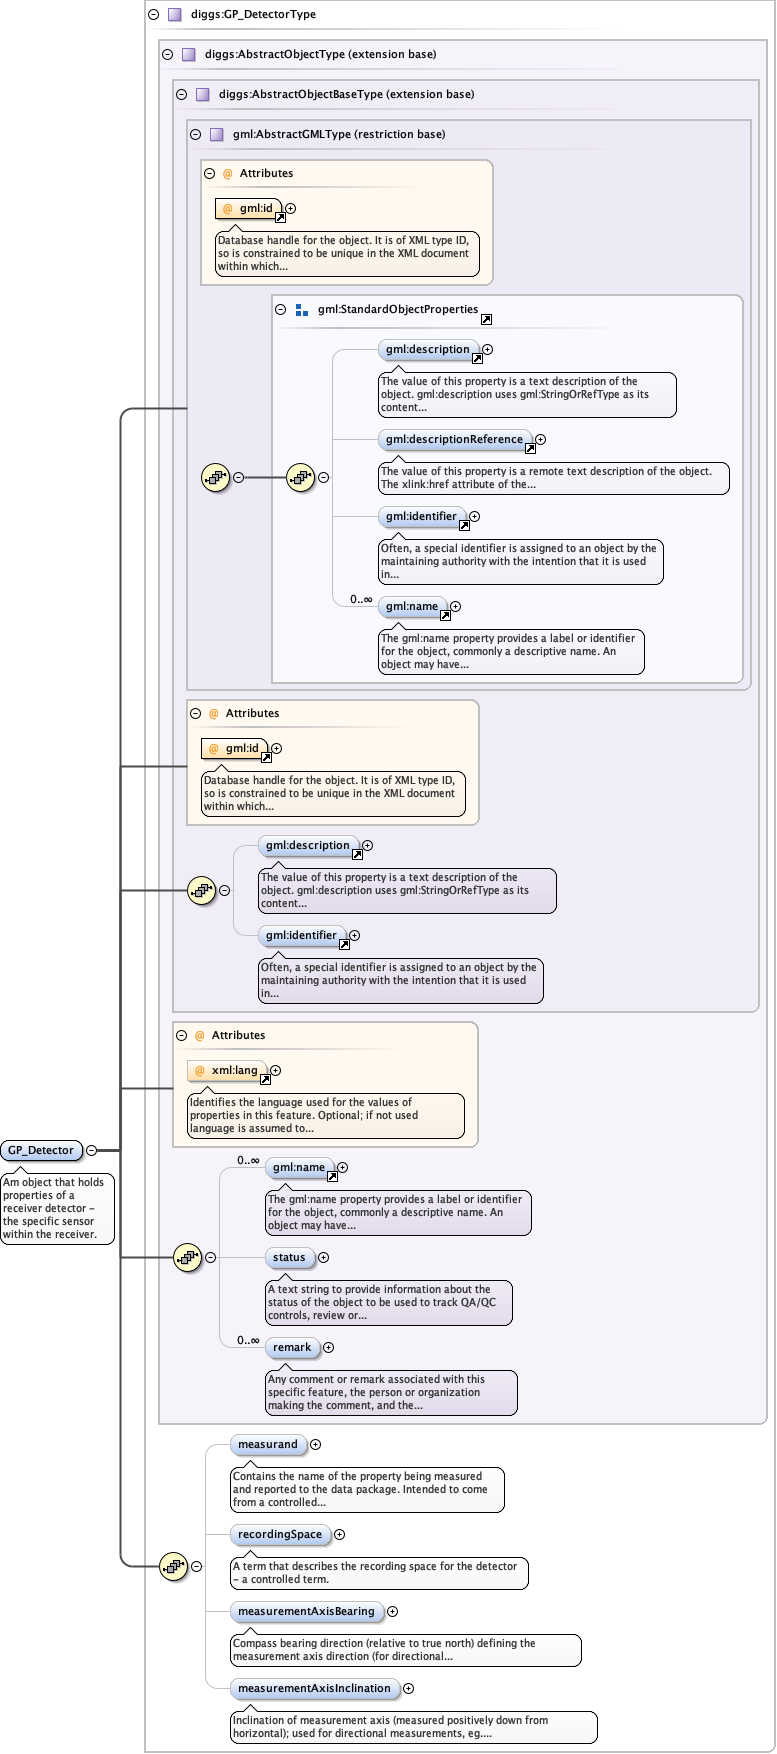 diggs:GP_DetectorType
diggs:AbstractObjectType (extension base)
diggs:AbstractObjectBaseType (extension base)
gml:AbstractGMLType (restriction base)
@ Attributes
@ gml:id
Database handle for the object. It is of XML type ID,
so is constrained to be unique in the XML document
within which...
gml:StandardObjectProperties
gml:description
The value of this property is a text description of the
object. gml:description uses gml:StringOrRefType as its
content...
gml:descriptionReference
The value of this property is a remote text description of the object.
The xlink:href attribute of the...
gml:identifier
Often, a special identifier is assigned to an object by the
maintaining authority with the intention that it is used
in...
0..∞
gml:name
The gml:name property provides a label or identifier
for the object, commonly a descriptive name. An
object may have...
@ Attributes
@ gml:id
Database handle for the object. It is of XML type ID,
so is constrained to be unique in the XML document
within which...
gml:description
The value of this property is a text description of the
object. gml:description uses gml:StringOrRefType as its
content...
gml:identifier
Often, a special identifier is assigned to an object by the
maintaining authority with the intention that it is used
in...
@ Attributes
@ xml:lang
Identifies the language used for the values of
properties in this feature. Optional; if not used
language is assumed to...
GP_Detector
Am object that holds
properties of a
receiver detector -
the specific sensor
within the receiver.
0..∞
gml:name
The gml:name property provides a label or identifier
for the object, commonly a descriptive name. An
object may have...
status
A text string to provide information about the
status of the object to be used to track QA/QC
controls, review or...
0..∞
remark
Any comment or remark associated with this
specific feature, the person or organization
making the comment, and the...
measurand
Contains the name of the property being measured
and reported to the data package. Intended to come
from a controlled...
recordingSpace
A term that describes the recording space for the detector
- a controlled term.
measurementAxisBearing
Compass bearing direction (relative to true north) defining the
measurement axis direction (for directional...
measurementAxisInclination
Inclination of measurement axis (measured positively down from
horizontal); used for directional measurements, eg....